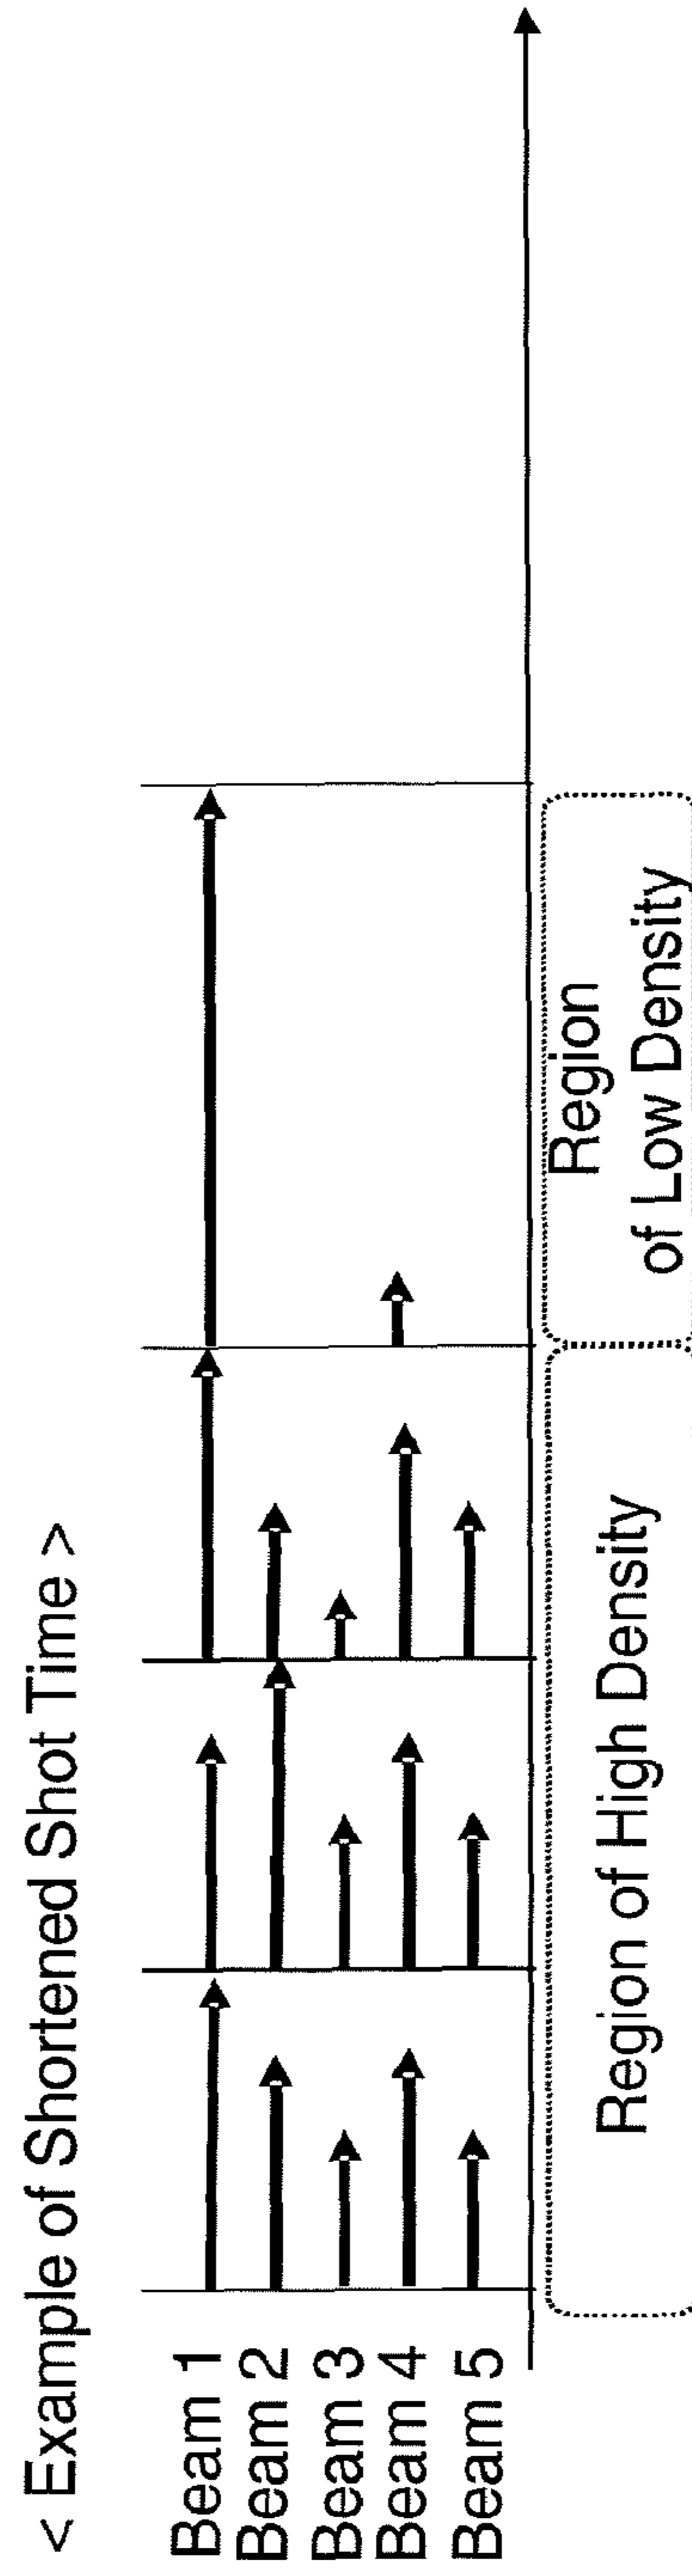 < Example of Shortened Shot Time >
Beam 1
Beam 2
Beam 3
Beam 4
Beam 5
Region of High Density
Region
of Low Density